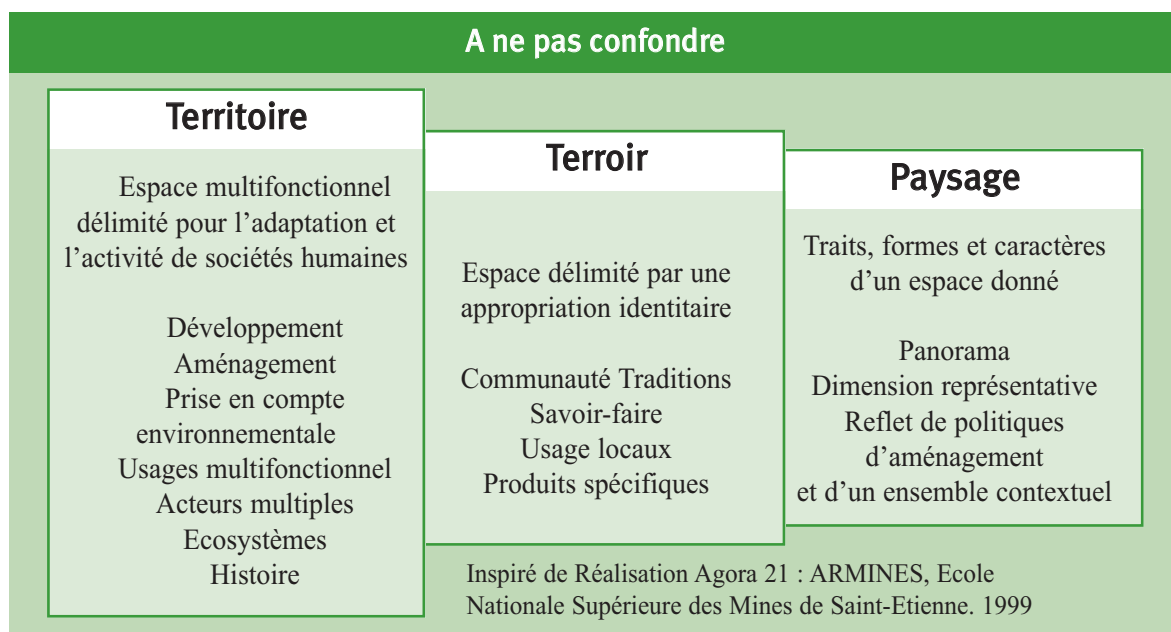 A ne pas confondre
Territoire
Espace multifonctionnel
délimité pour l’adaptation et
l’activité de sociétés humaines
Développement
Aménagement
Prise en compte
environnementale
Usages multifonctionnel
Acteurs multiples
Ecosystèmes
Histoire
Terroir
Espace délimité par une
appropriation identitaire
Communauté Traditions
Savoir-faire
Usage locaux
Produits spécifiques
Paysage
Traits, formes et caractères
d’un espace donné
Panorama
Dimension représentative
Reflet de politiques
d’aménagement
et d’un ensemble contextuel
Inspiré de Réalisation Agora 21 : ARMINES, Ecole
Nationale Supérieure des Mines de Saint-Etienne. 1999